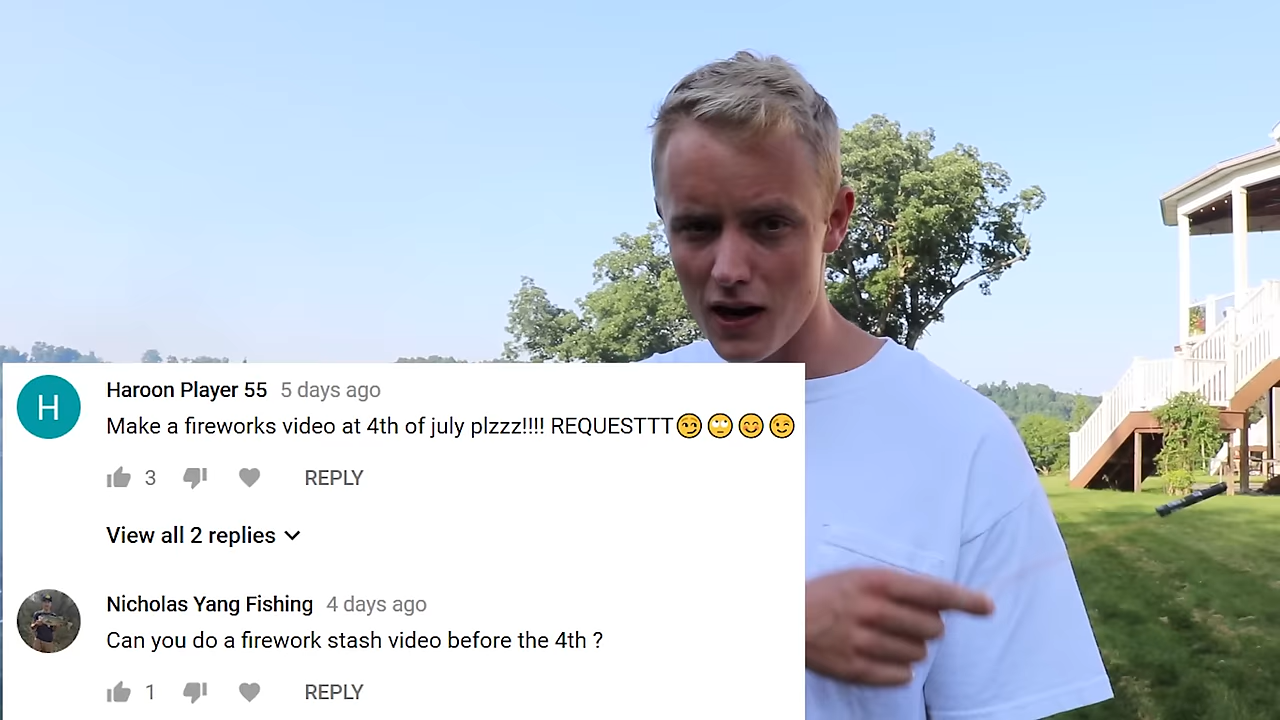 H
Haroon Player 55 5 days ago
Make a fireworks video at 4th of july plzzz!!!! REQUESTTT😏🙄😊😉
3 REPLY
View all 2 replies
Nicholas Yang Fishing 4 days ago
Can you do a firework stash video before the 4th ?
1 REPLY